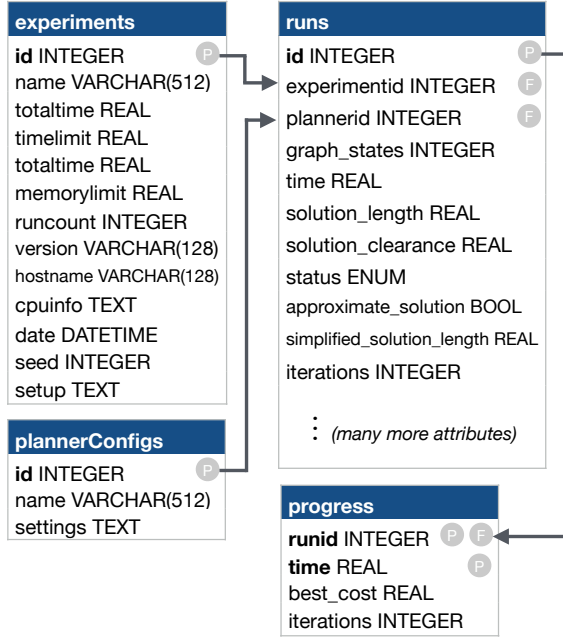 experiments
id INTEGER P
name VARCHAR(512)
totaltime REAL
timelimit REAL
totaltime REAL
memorylimit REAL
runcount INTEGER
version VARCHAR(128)
hostname VARCHAR(128)
cpuinfo TEXT
date DATETIME
seed INTEGER
setup TEXT
plannerConfigs
id INTEGER P
name VARCHAR(512)
settings TEXT
runs
id INTEGER P
experimentid INTEGER F
plannerid INTEGER F
graph_states INTEGER
time REAL
solution_length REAL
solution_clearance REAL
status ENUM
approximate_solution BOOL
simplified_solution_length REAL
iterations INTEGER
⋮ (many more attributes)
progress
runid INTEGER P F
time REAL P
best_cost REAL
iterations INTEGER